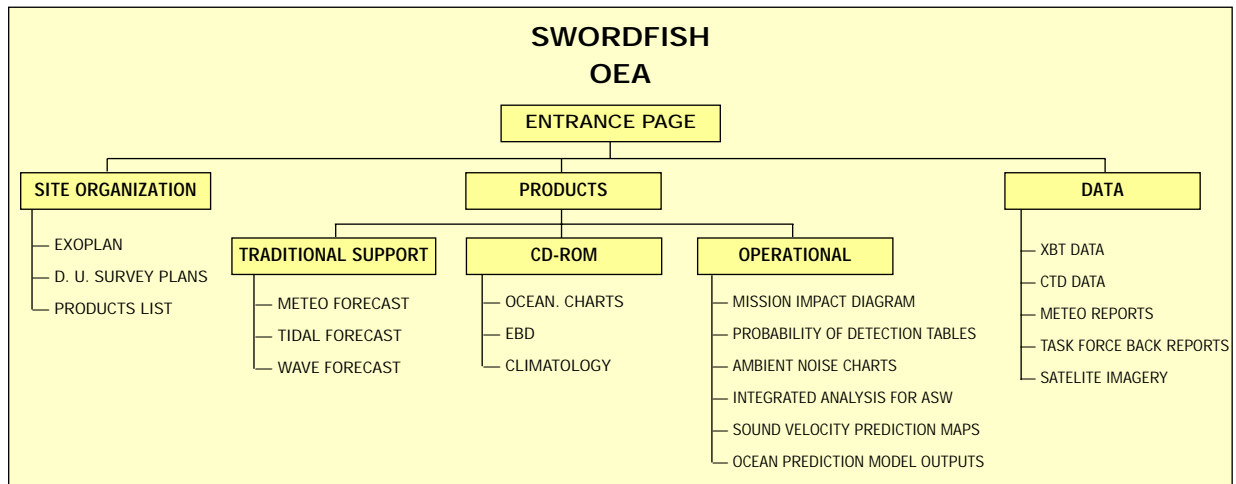 SWORDFISH
OEA
ENTRANCE PAGE
SITE ORGANIZATION
EXOPLAN
D. U. SURVEY PLANS
PRODUCTS LIST
PRODUCTS
TRADITIONAL SUPPORT
METEO FORECAST
TIDAL FORECAST
WAVE FORECAST
CD-ROM
OCEAN. CHARTS
EBD
CLIMATOLOGY
OPERATIONAL
MISSION IMPACT DIAGRAM
PROBABILITY OF DETECTION TABLES
AMBIENT NOISE CHARTS
INTEGRATED ANALYSIS FOR ASW
SOUND VELOCITY PREDICTION MAPS
OCEAN PREDICTION MODEL OUTPUTS
DATA
XBT DATA
CTD DATA
METEO REPORTS
TASK FORCE BACK REPORTS
SATELITE IMAGERY